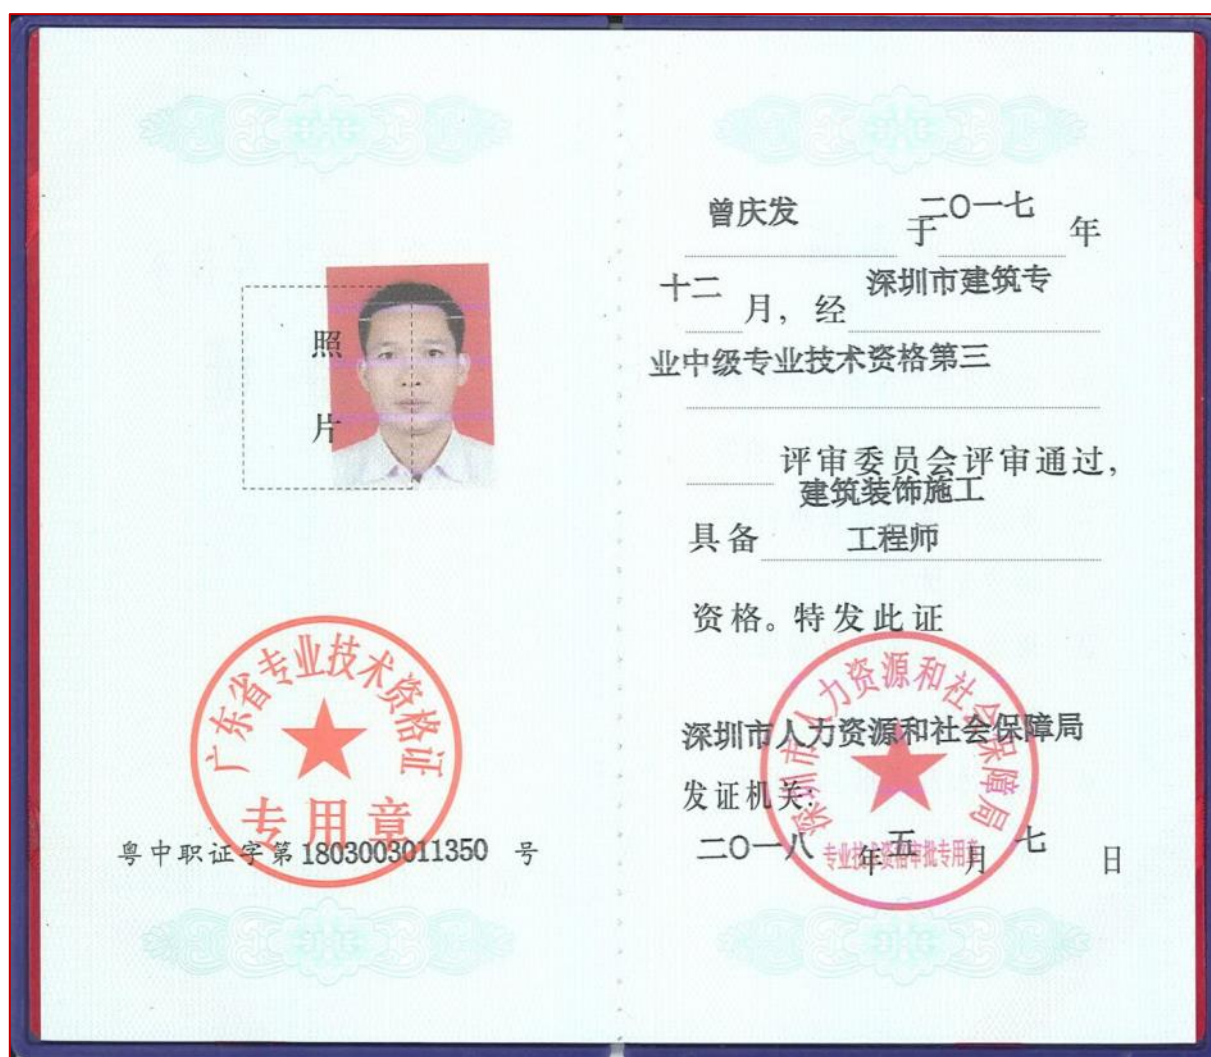 照
片
广东省专业技术资格证
专用章
粤中职证字第1803003011350 号
曾庆发 于二〇一七 年
十二月，经深圳市建筑专
业中级专业技术资格第三
评审委员会评审通过，
建筑装饰施工
具备 工程师
资格。特发此证
深圳市人力资源和社会保障局
深圳市人力资源和社会保障局
发证机关：
二〇一八年五月七日
专业技术资格审批专用章